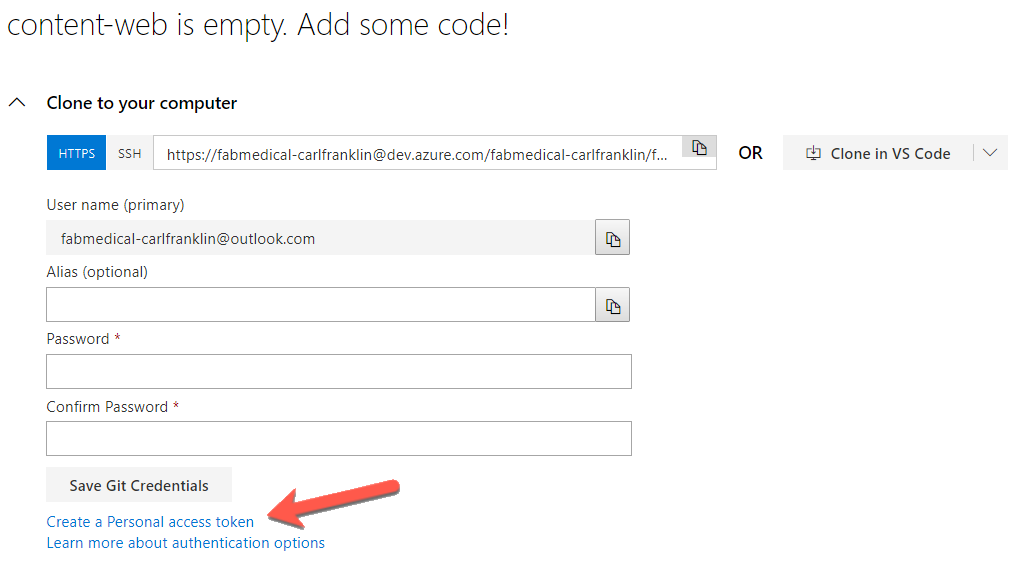 content-web is empty. Add some code!
Clone to your computer
HTTPS SSH https://fabmedical-carlfranklin@dev.azure.com/fabmedical-carlfranklin/f... OR Clone in VS Code
User name (primary)
fabmedical-carlfranklin@outlook.com
Alias (optional)
Password *
Confirm Password *
Save Git Credentials
Create a Personal access token
Learn more about authentication options